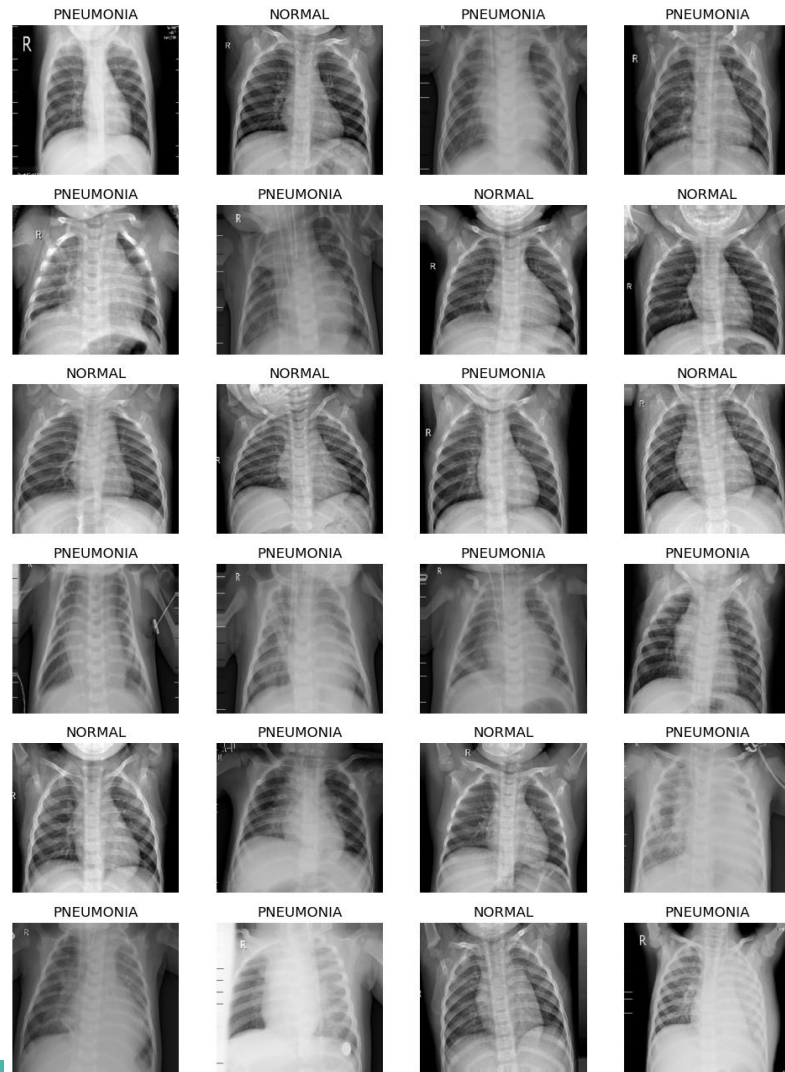 PNEUMONIA NORMAL PNEUMONIA PNEUMONIA
R R R
PNEUMONIA PNEUMONIA NORMAL NORMAL
R R R R
NORMAL NORMAL PNEUMONIA NORMAL
R R R
PNEUMONIA PNEUMONIA PNEUMONIA PNEUMONIA
R R R
NORMAL PNEUMONIA NORMAL PNEUMONIA
R R
PNEUMONIA PNEUMONIA NORMAL PNEUMONIA
R R R